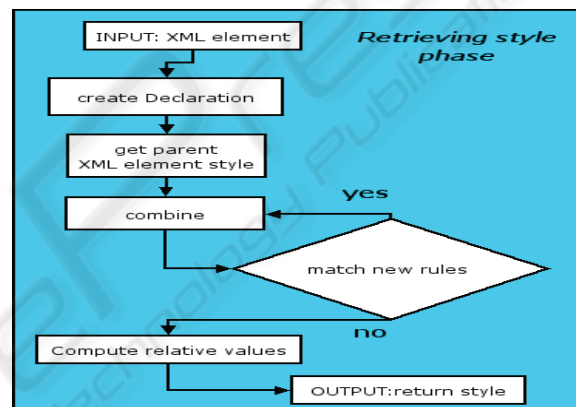 INPUT: XML element
Retrieving style
phase
create Declaration
get parent
XML element style
yes
combine
match new rules
no
Compute relative values
OUTPUT:return style